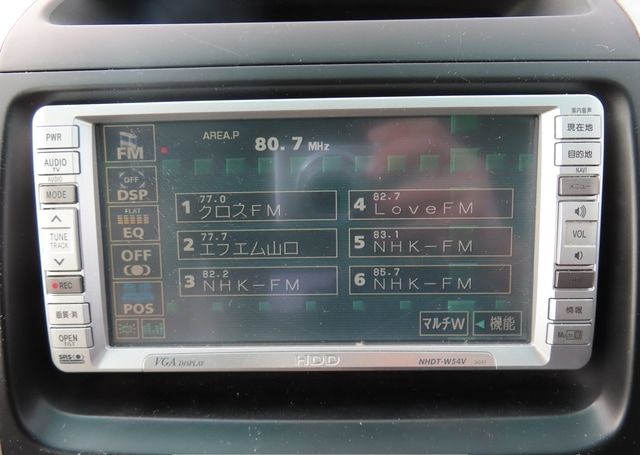 案内音声
PWR
AUDIO
TV
AUDIO
MODE
TUNE
TRACK
REC
画質・消
OPEN
TILT
SRS
FM
OFF
DSP
FLAT
EQ
OFF
POS
AREA.P
80.7 MHz
1 77.0 クロスFM
4 82.7 LoveFM
2 77.7 エフエム山口
5 83.1 NHK-FM
3 82.2 NHK-FM
6 85.7 NHK-FM
マルチW
機能
現在地
目的地
NAVI
メニュー
VOL
情報
VGA DISPLAY
HDD
NHDT-W54V